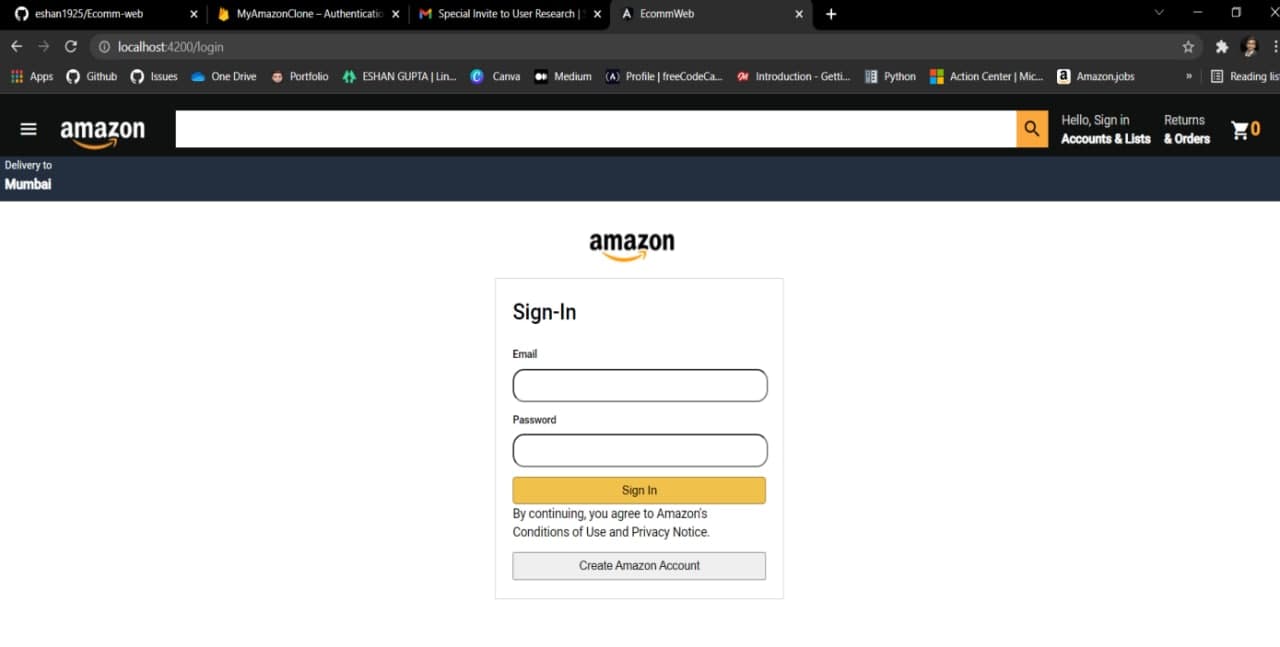 eshan1925/Ecomm-web
MyAmazonClone – Authenticatio
Special Invite to User Research |
EcommWeb
localhost:4200/login
Apps Github Issues One Drive Portfolio ESHAN GUPTA | Lin... Canva Medium Profile | freeCodeCa... Introduction - Getti... Python Action Center | Mic... Amazon.jobs » Reading lis
amazon
Hello, Sign in
Accounts & Lists
Returns
& Orders
0
Delivery to
Mumbai
amazon
Sign-In
Email
Password
Sign In
By continuing, you agree to Amazon's
Conditions of Use and Privacy Notice.
Create Amazon Account